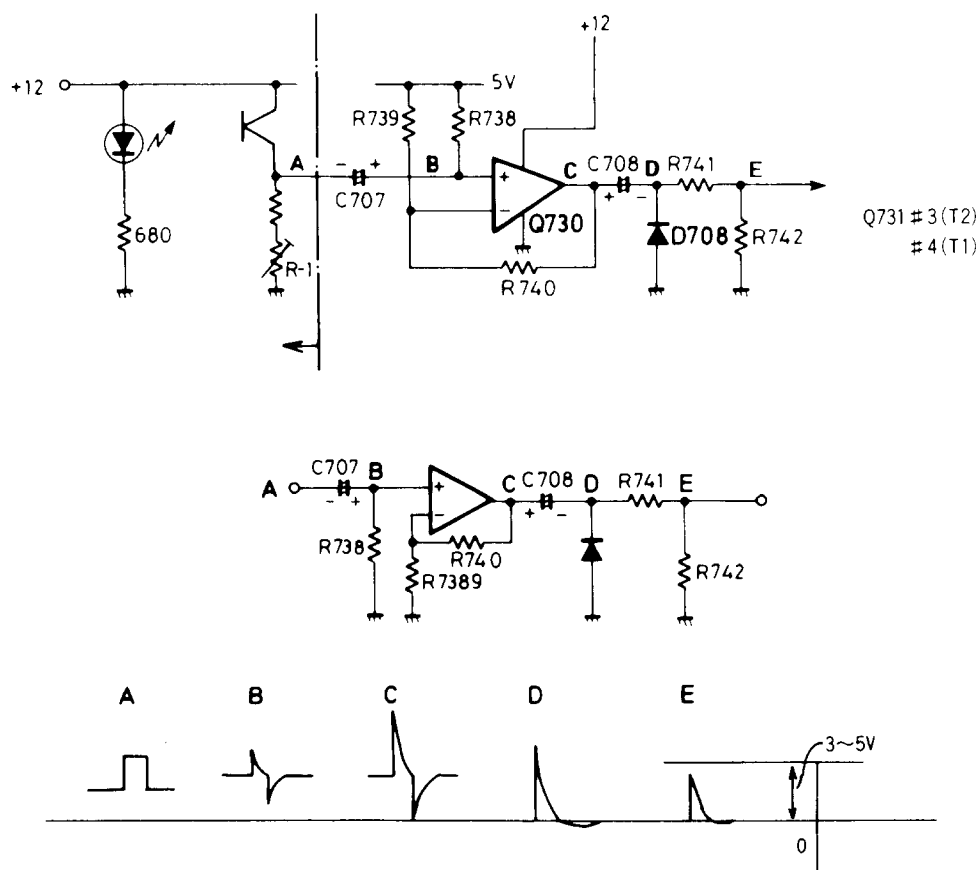 +12
+12
5V
R739
R738
A
- +
C707
B
+
-
C
C708
+ -
D
R741
E
Q730
D708
R742
Q731 #3(T2)
#4(T1)
680
R-1
R740
A
C707
- +
B
+
-
C
C708
+ -
D
R741
E
R738
R740
R7389
R742
A B C D E
3~5V
0